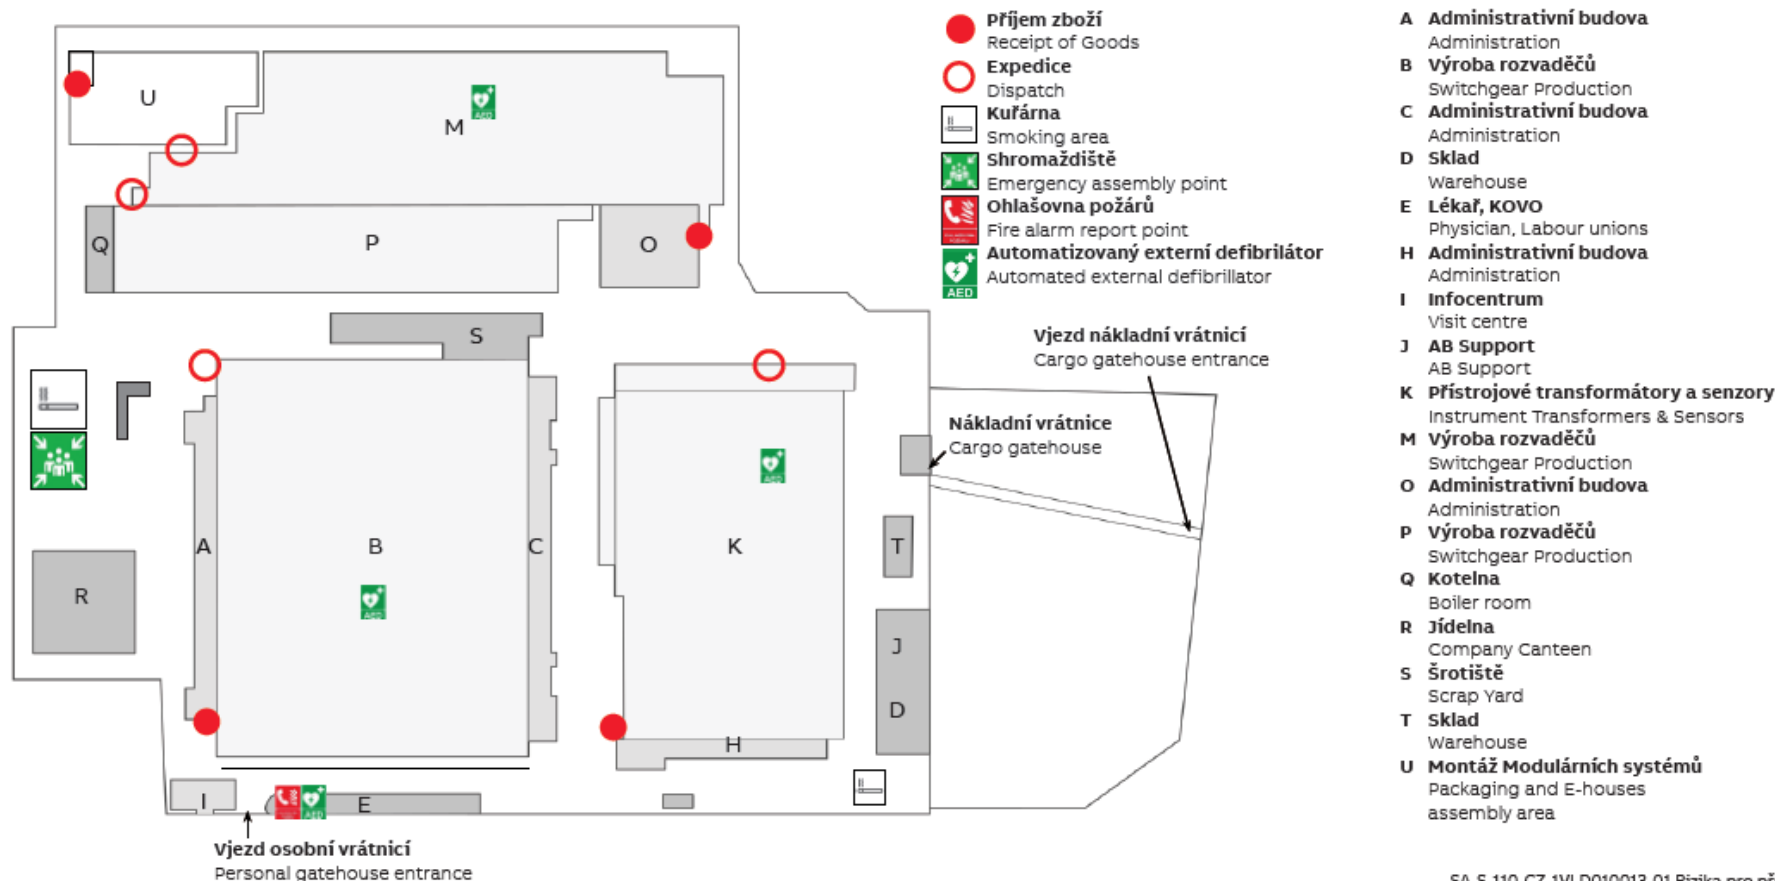 Příjem zboží
Receipt of Goods
Expedice
Dispatch
Kuřárna
Smoking area
Shromaždiště
Emergency assembly point
Ohlašovna požárů
Fire alarm report point
Automatizovaný externí defibrilátor
Automated external defibrillator
AED
A Administrativní budova
Administration
B Výroba rozvaděčů
Switchgear Production
C Administrativní budova
Administration
D Sklad
Warehouse
E Lékař, KOVO
Physician, Labour unions
H Administrativní budova
Administration
I Infocentrum
Visit centre
J AB Support
AB Support
K Přístrojové transformátory a senzory
Instrument Transformers & Sensors
M Výroba rozvaděčů
Switchgear Production
O Administrativní budova
Administration
P Výroba rozvaděčů
Switchgear Production
Q Kotelna
Boiler room
R Jídelna
Company Canteen
S Šrotiště
Scrap Yard
T Sklad
Warehouse
U Montáž Modulárních systémů
Packaging and E-houses
assembly area
U
M
AED
Q
P
O
S
Vjezd nákladní vrátnicí
Cargo gatehouse entrance
Nákladní vrátnice
Cargo gatehouse
AED
A
B
C
K
T
R
AED
J
D
H
I
AED
E
Vjezd osobní vrátnicí
Personal gatehouse entrance